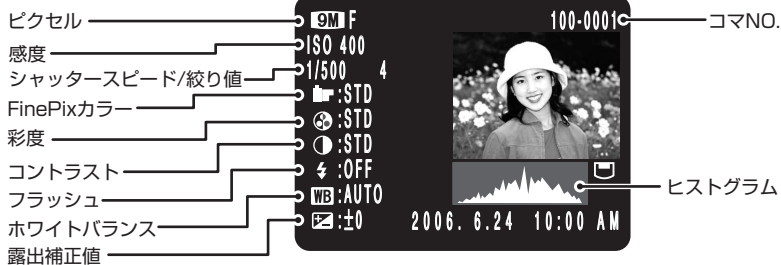 ピクセル
感度
シャッタースピード/絞り値
FinePixカラー
彩度
コントラスト
フラッシュ
ホワイトバランス
露出補正値
9M F
100-0001
ISO 400
1/500 4
:STD
:STD
:STD
:OFF
WB :AUTO
:±0
2006. 6.24 10:00 AM
コマNO.
ヒストグラム